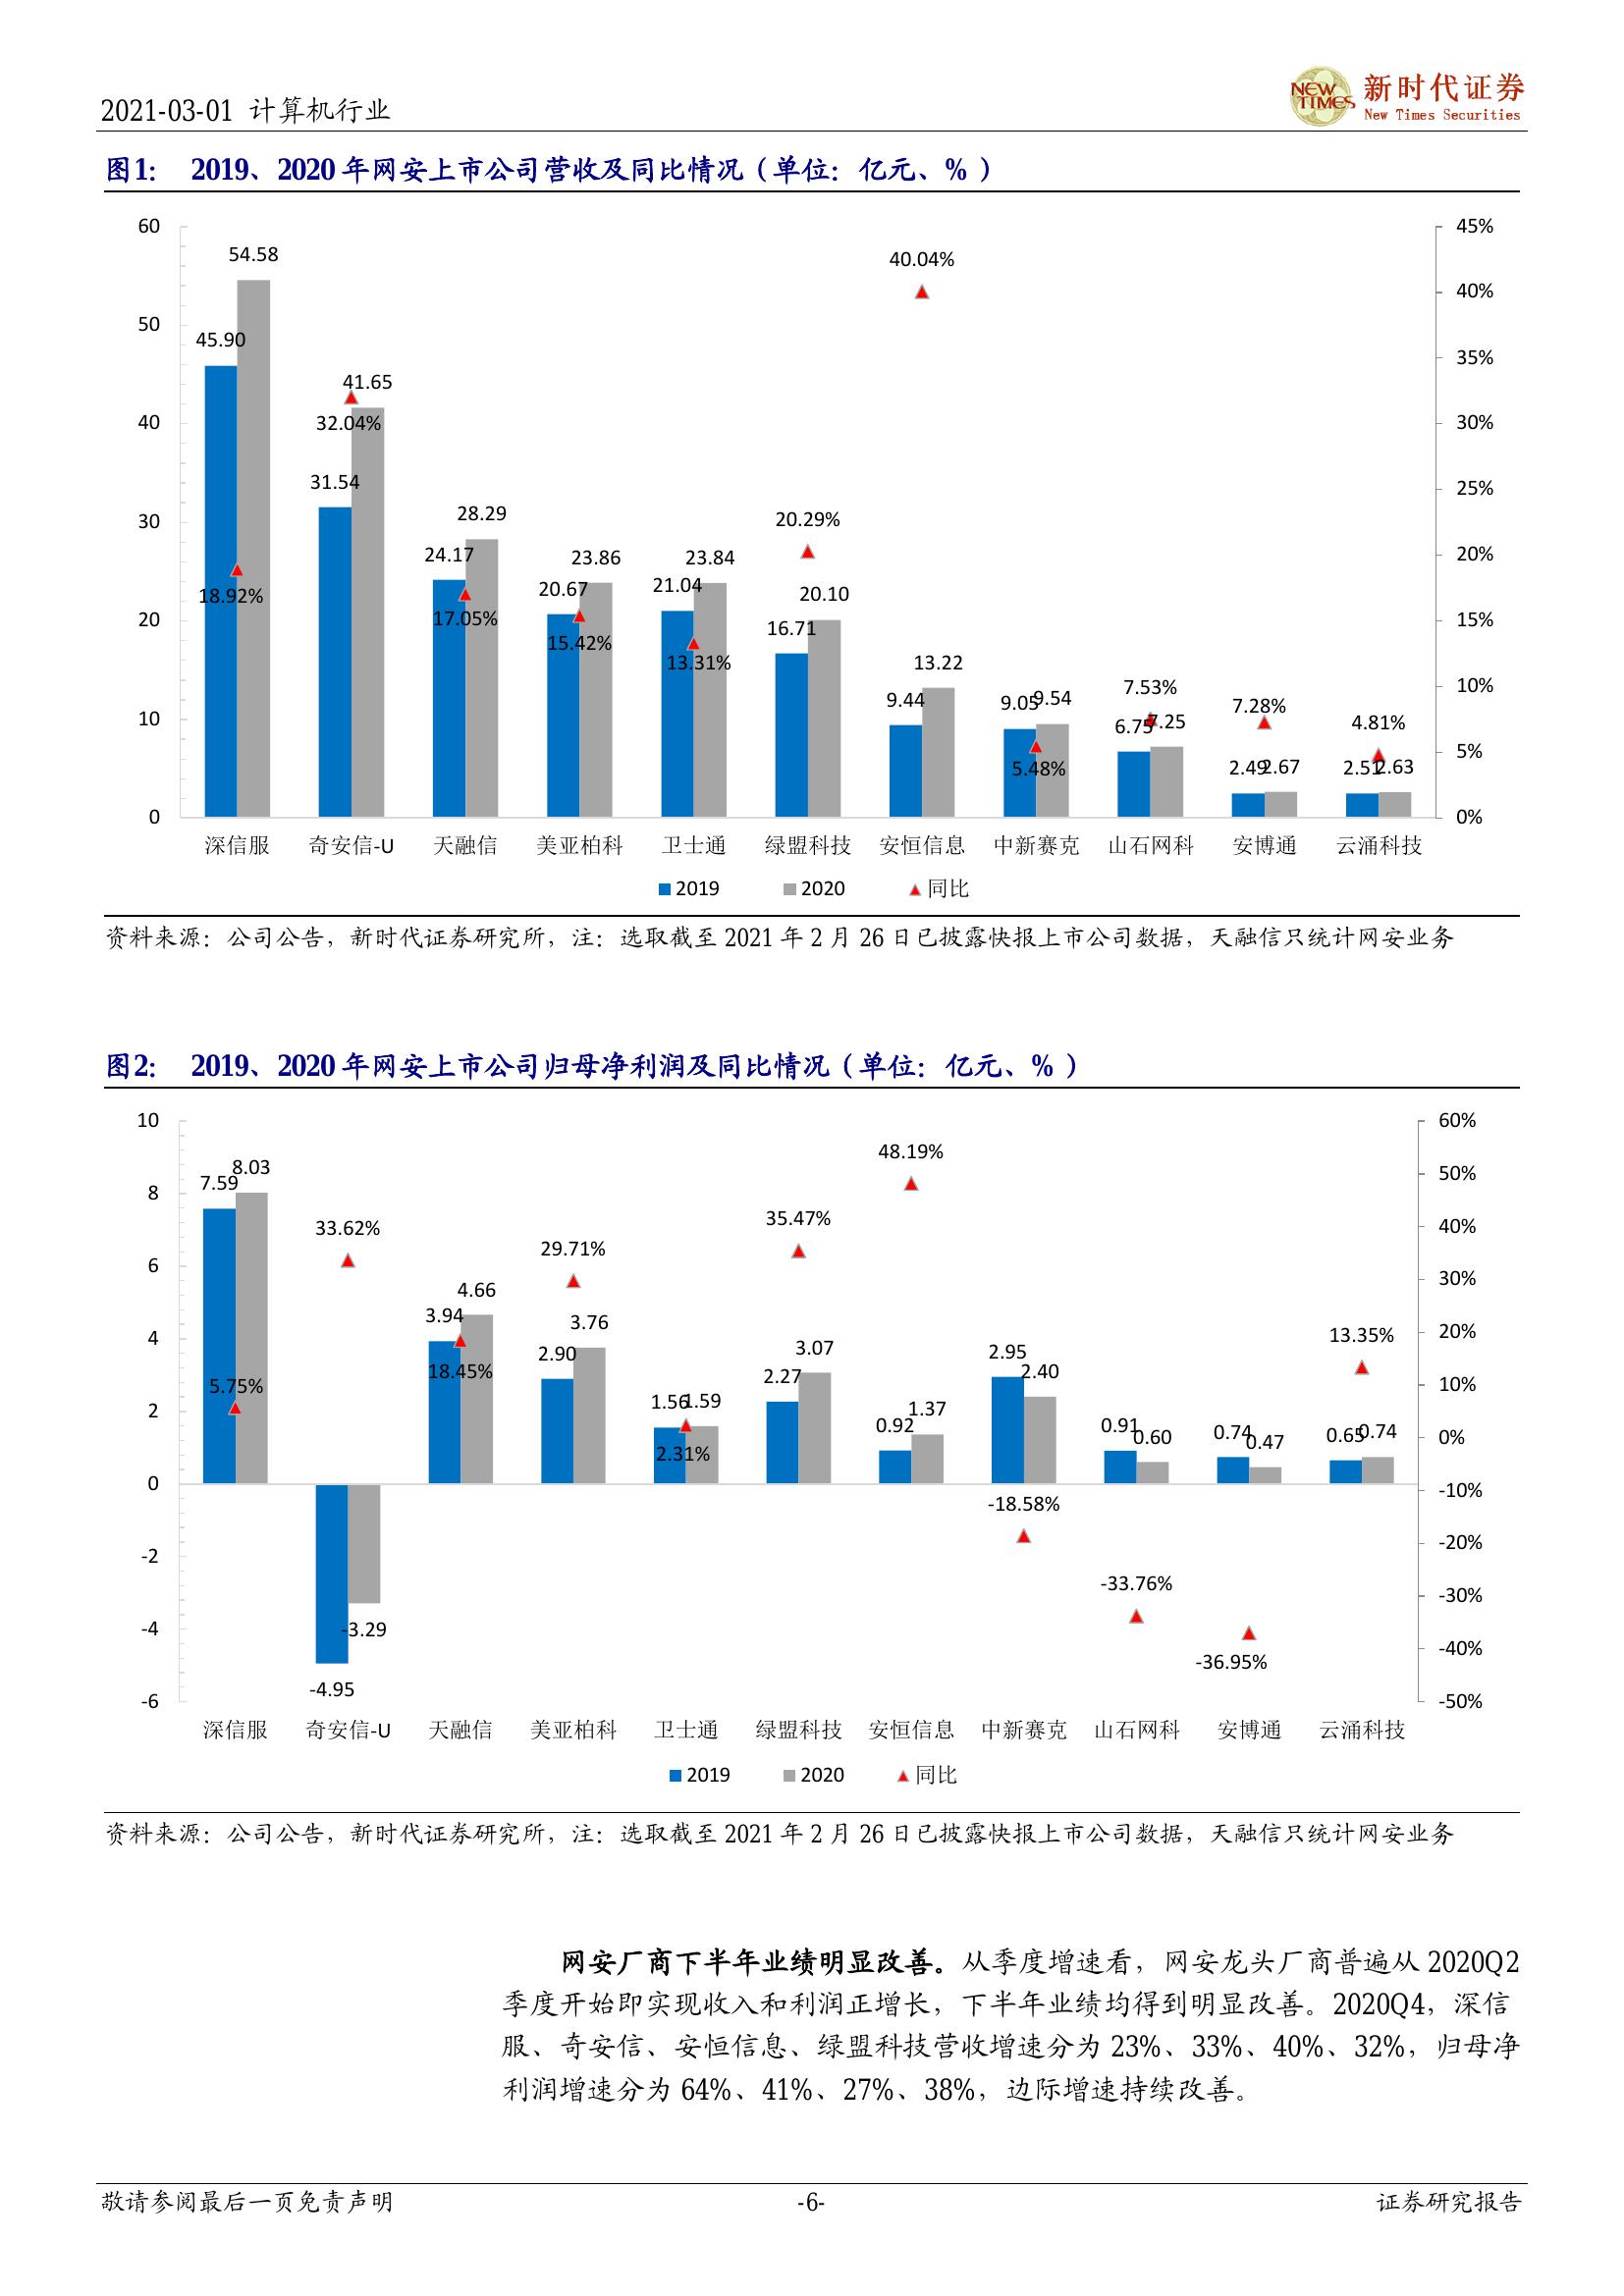 2021-03-01 计算机行业
NEW TIMES 新时代证券
New Times Securities
图1： 2019、2020 年网安上市公司营收及同比情况（单位：亿元、%）
60 45%
54.58 40.04%
50 40%
45.90 35%
41.65
40 32.04% 30%
31.54 25%
30 28.29 20.29%
24.17 23.86 23.84 20%
18.92% 20.67 21.04 20.10
20 17.05% 16.71 15%
15.42% 13.31% 13.22
9.44 9.05 9.54 7.53% 10%
10 6.75 7.25 7.28% 4.81%
5.48% 2.49 2.67 2.51 2.63 5%
0 0%
深信服 奇安信-U 天融信 美亚柏科 卫士通 绿盟科技 安恒信息 中新赛克 山石网科 安博通 云涌科技
2019 2020 同比
资料来源：公司公告，新时代证券研究所，注：选取截至 2021 年 2 月 26 日已披露快报上市公司数据，天融信只统计网安业务
图2： 2019、2020 年网安上市公司归母净利润及同比情况（单位：亿元、%）
10 60%
48.19%
7.59 8.03 50%
8 33.62% 35.47% 40%
29.71%
6 30%
4.66
3.94 3.76 20%
4 2.90 3.07 2.95 13.35%
5.75% 18.45% 2.27 2.40 10%
2 1.56 1.59 1.37
2.31% 0.92 0.91 0.60 0.74 0.47 0.65 0.74 0%
0 -10%
-18.58%
-2 -20%
-33.76% -30%
-4 -3.29 -36.95% -40%
-4.95
-6 -50%
深信服 奇安信-U 天融信 美亚柏科 卫士通 绿盟科技 安恒信息 中新赛克 山石网科 安博通 云涌科技
2019 2020 同比
资料来源：公司公告，新时代证券研究所，注：选取截至 2021 年 2 月 26 日已披露快报上市公司数据，天融信只统计网安业务
网安厂商下半年业绩明显改善。从季度增速看，网安龙头厂商普遍从 2020Q2
季度开始即实现收入和利润正增长，下半年业绩均得到明显改善。2020Q4，深信
服、奇安信、安恒信息、绿盟科技营收增速分为 23%、33%、40%、32%，归母净
利润增速分为 64%、41%、27%、38%，边际增速持续改善。
敬请参阅最后一页免责声明 -6- 证券研究报告